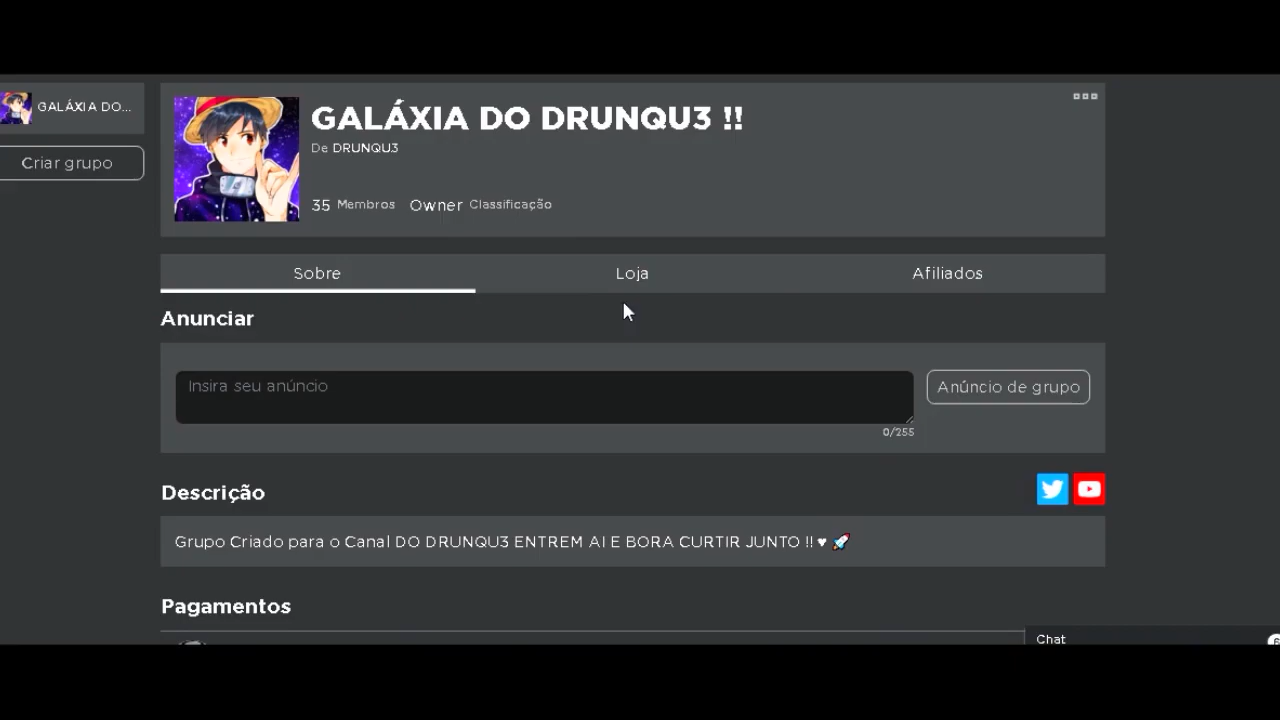 GALÁXIA DO...
Criar grupo
GALÁXIA DO DRUNQU3 !!
De DRUNQU3
35 Membros Owner Classificação
Sobre Loja Afiliados
Anunciar
Insira seu anúncio
Anúncio de grupo
0/255
Descrição
Grupo Criado para o Canal DO DRUNQU3 ENTREM AI E BORA CURTIR JUNTO !! ♥ 🚀
Pagamentos
Chat